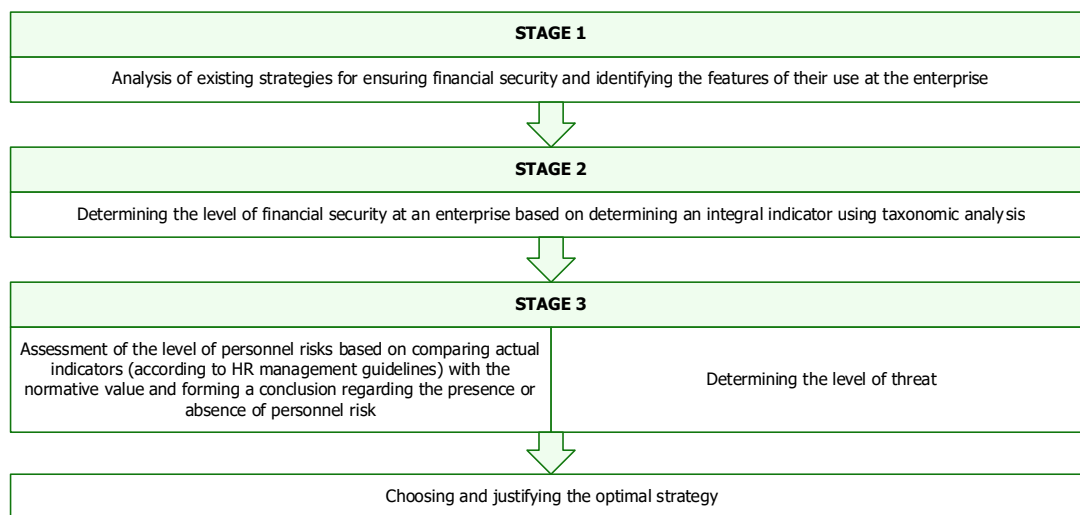 STAGE 1
Analysis of existing strategies for ensuring financial security and identifying the features of their use at the enterprise
STAGE 2
Determining the level of financial security at an enterprise based on determining an integral indicator using taxonomic analysis
STAGE 3
Assessment of the level of personnel risks based on comparing actual
indicators (according to HR management guidelines) with the
normative value and forming a conclusion regarding the presence or
absence of personnel risk
Determining the level of threat
Choosing and justifying the optimal strategy